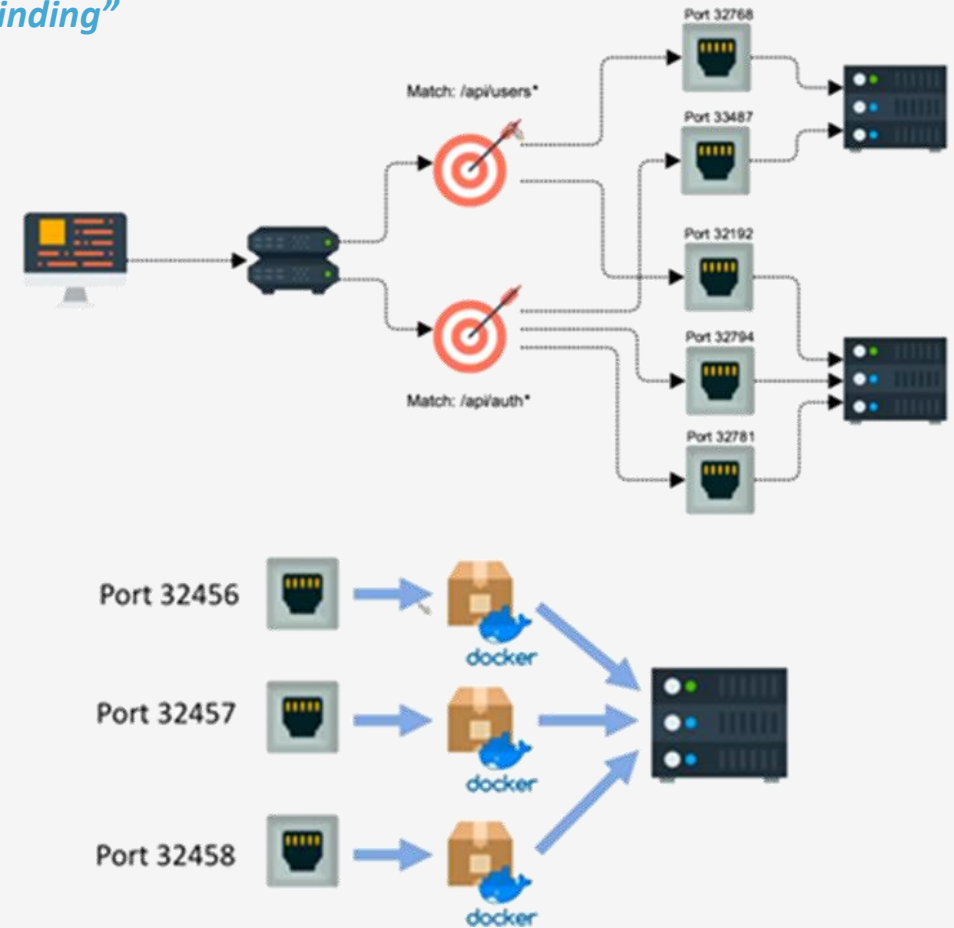 inding”
Port 32768
Match: /api/users*
Port 33487
Port 32192
Port 32794
Match: /api/auth*
Port 32781
Port 32456
docker
Port 32457
docker
Port 32458
docker